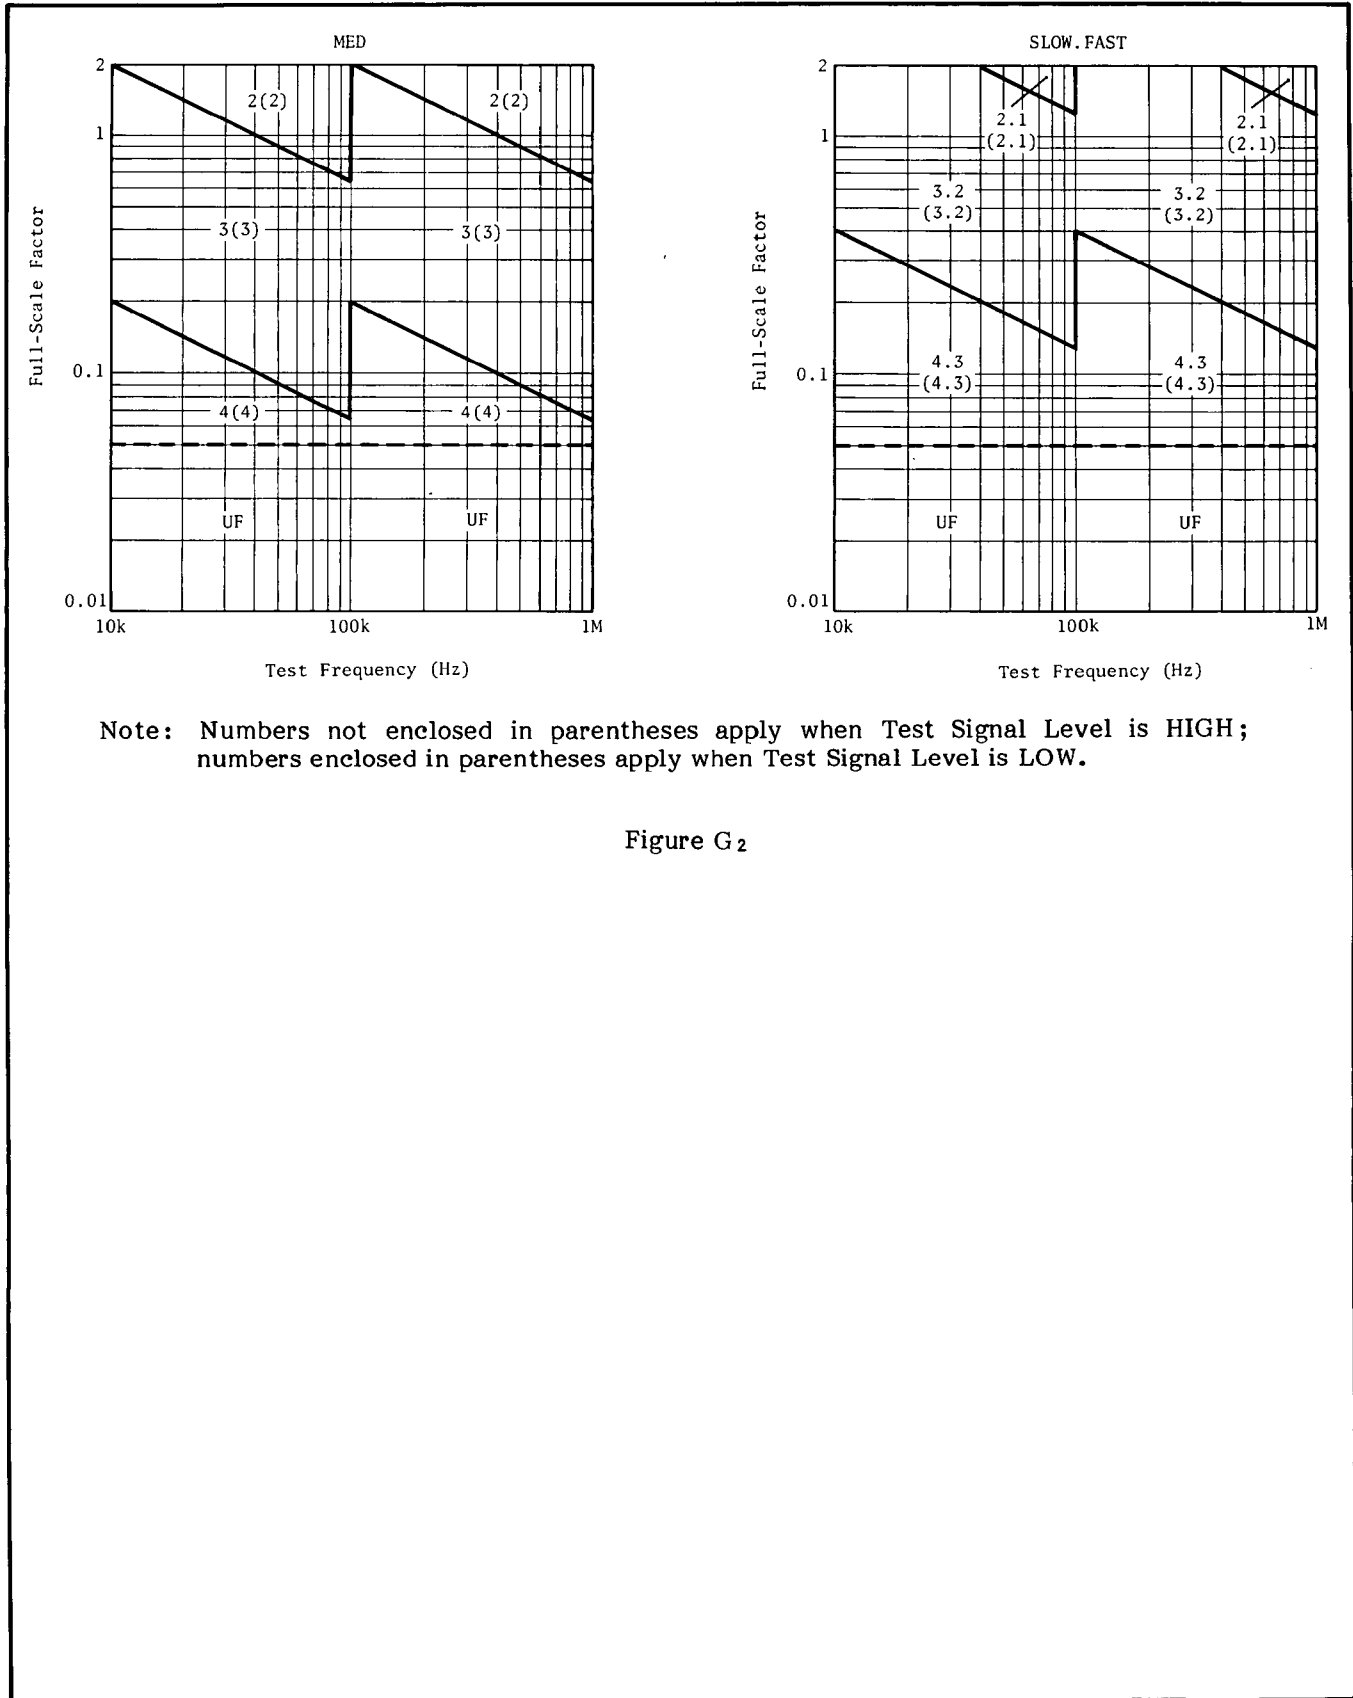 MED
Full-Scale Factor
2
1
0.1
0.01
2(2)
2(2)
3(3)
3(3)
4(4)
4(4)
UF
UF
10k
100k
1M
Test Frequency (Hz)
SLOW.FAST
Full-Scale Factor
2
1
0.1
0.01
2.1
(2.1)
2.1
(2.1)
3.2
(3.2)
3.2
(3.2)
4.3
(4.3)
4.3
(4.3)
UF
UF
10k
100k
1M
Test Frequency (Hz)
Note: Numbers not enclosed in parentheses apply when Test Signal Level is HIGH;
numbers enclosed in parentheses apply when Test Signal Level is LOW.
Figure G2